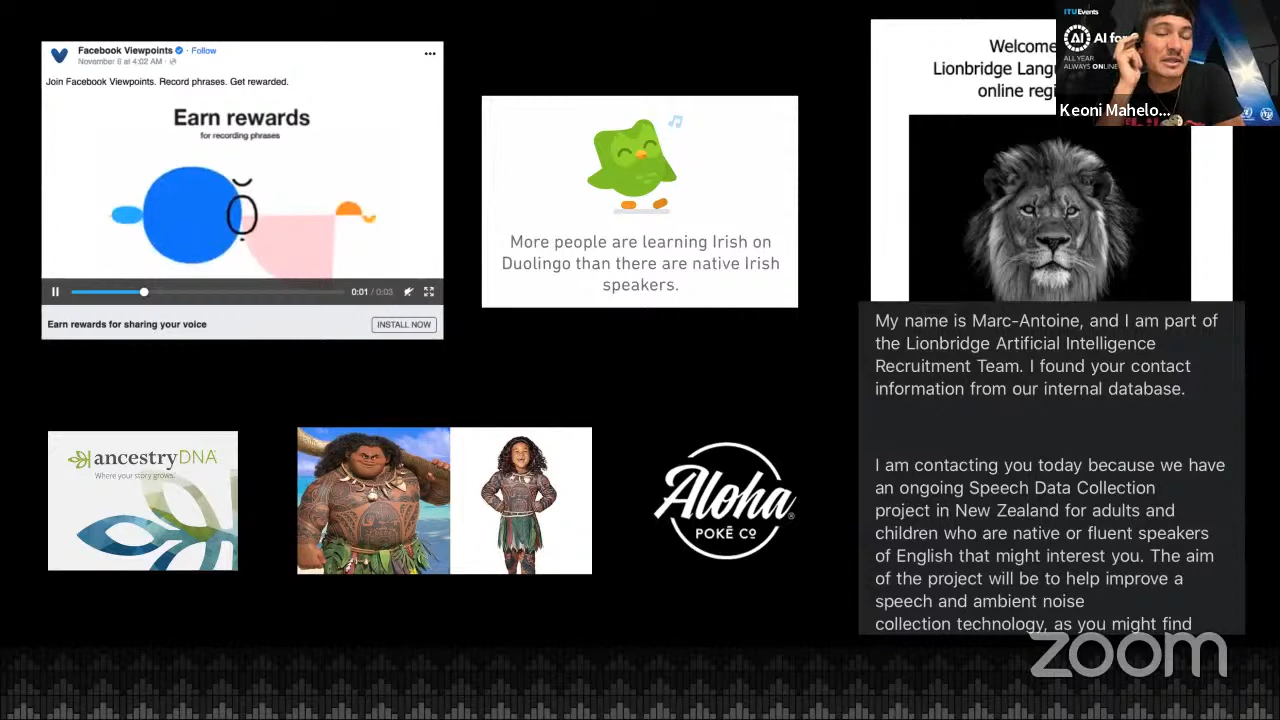 Facebook Viewpoints · Follow
November 6 at 4:02 AM ·
Join Facebook Viewpoints. Record phrases. Get rewarded.
Earn rewards
for recording phrases
0:01 / 0:03
Earn rewards for sharing your voice
INSTALL NOW
More people are learning Irish on
Duolingo than there are native Irish
speakers.
Welcome
Lionbridge Lang
online regi
ITUEvents
AI
AI for
ALL YEAR
ALWAYS ONLINE
Keoni Mahelo...
My name is Marc-Antoine, and I am part of
the Lionbridge Artificial Intelligence
Recruitment Team. I found your contact
information from our internal database.
I am contacting you today because we have
an ongoing Speech Data Collection
project in New Zealand for adults and
children who are native or fluent speakers
of English that might interest you. The aim
of the project will be to help improve a
speech and ambient noise
collection technology, as you might find
ancestryDNA
Where your story grows.
Aloha
POKĒ CO
zoom